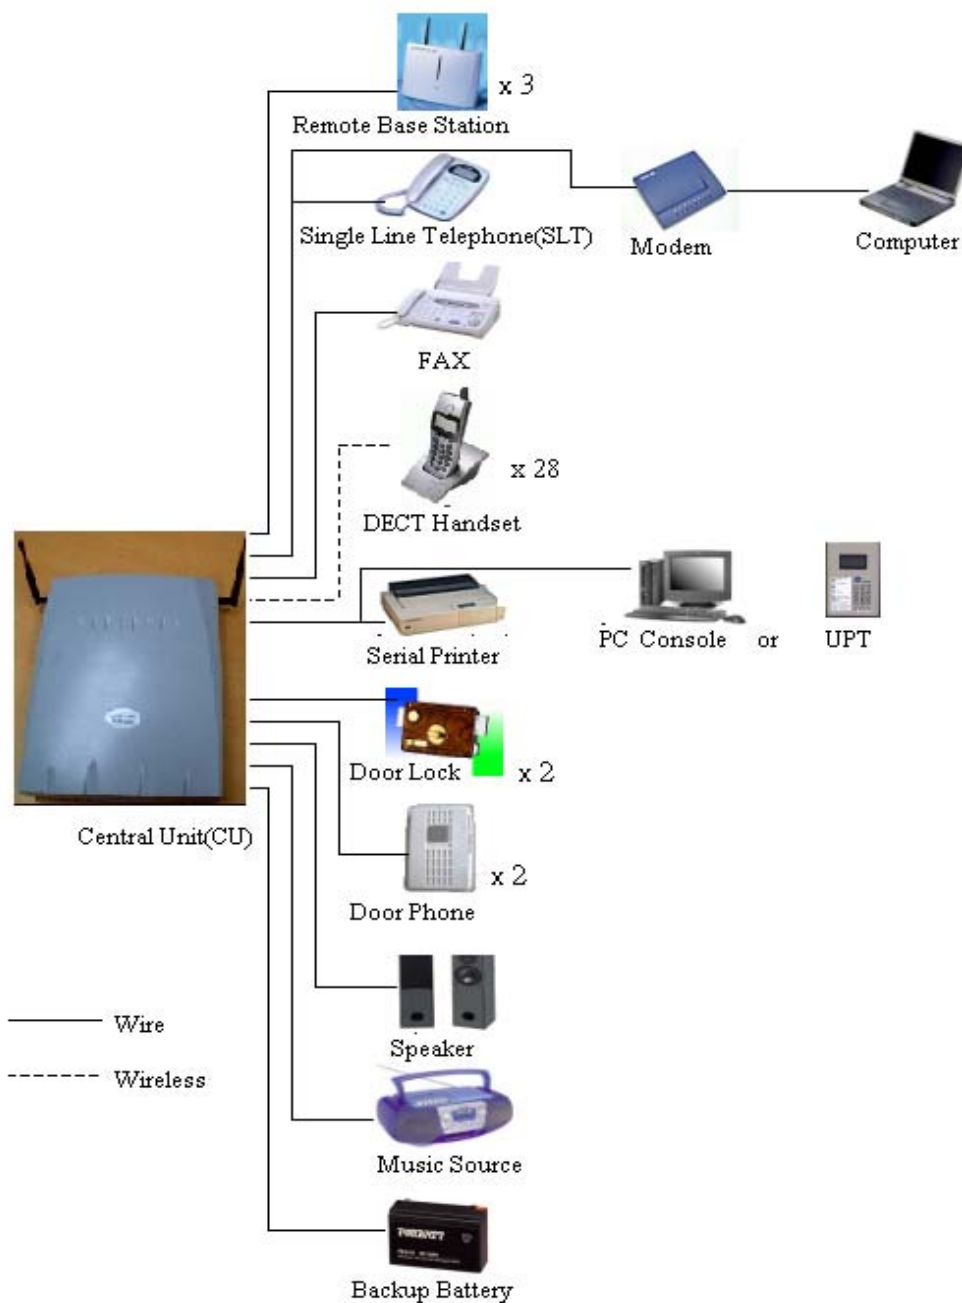 x 3
Remote Base Station
Single Line Telephone(SLT)
Modem
Computer
FAX
x 28
DECT Handset
Serial Printer
PC Console or UPT
Door Lock x 2
Central Unit(CU)
x 2
Door Phone
Wire
Speaker
Wireless
Music Source
Backup Battery